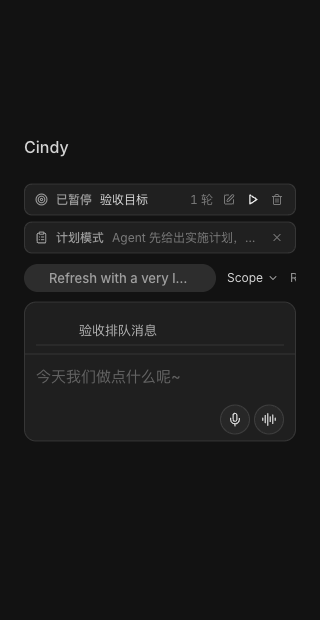 Cindy
已暂停 验收目标 1 轮
计划模式 Agent 先给出实施计划，...
Refresh with a very l... Scope R
验收排队消息
今天我们做点什么呢~